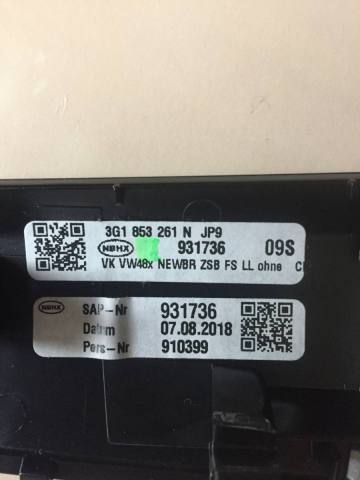 3G1 853 261 N JP9
NBHX 931736 09S
VK VW48x NEWBR ZSB FS LL ohne
NBHX SAP-Nr 931736
Datum 07.08.2018
Pers-Nr 910399